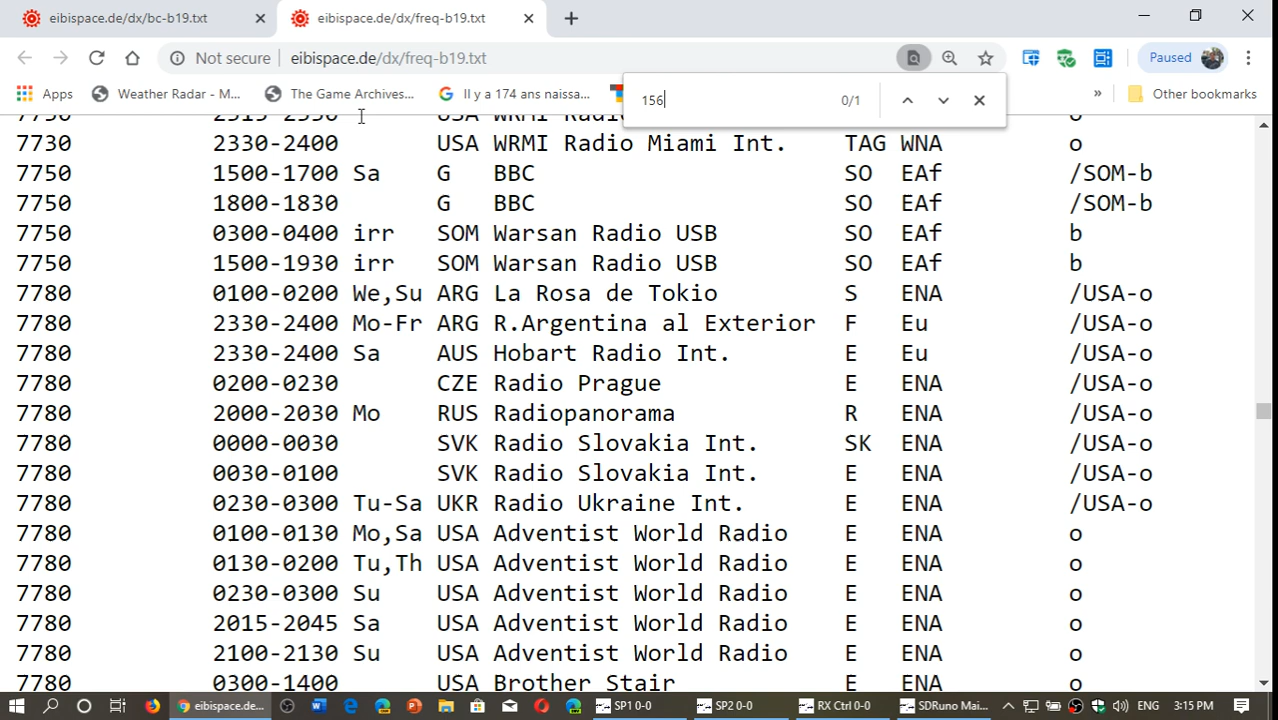 eibispace.de/dx/bc-b19.txt eibispace.de/dx/freq-b19.txt
Not secure eibispace.de/dx/freq-b19.txt Paused
Apps Weather Radar - M... The Game Archives... Il y a 174 ans naissa... » Other bookmarks
156 0/1
7730 2315-2330 USA WRMI Radio o
7730 2330-2400 USA WRMI Radio Miami Int. TAG WNA o
7750 1500-1700 Sa G BBC SO EAf /SOM-b
7750 1800-1830 G BBC SO EAf /SOM-b
7750 0300-0400 irr SOM Warsan Radio USB SO EAf b
7750 1500-1930 irr SOM Warsan Radio USB SO EAf b
7780 0100-0200 We,Su ARG La Rosa de Tokio S ENA /USA-o
7780 2330-2400 Mo-Fr ARG R.Argentina al Exterior F Eu /USA-o
7780 2330-2400 Sa AUS Hobart Radio Int. E Eu /USA-o
7780 0200-0230 CZE Radio Prague E ENA /USA-o
7780 2000-2030 Mo RUS Radiopanorama R ENA /USA-o
7780 0000-0030 SVK Radio Slovakia Int. SK ENA /USA-o
7780 0030-0100 SVK Radio Slovakia Int. E ENA /USA-o
7780 0230-0300 Tu-Sa UKR Radio Ukraine Int. E ENA /USA-o
7780 0100-0130 Mo,Sa USA Adventist World Radio E ENA o
7780 0130-0200 Tu,Th USA Adventist World Radio E ENA o
7780 0230-0300 Su USA Adventist World Radio E ENA o
7780 2015-2045 Sa USA Adventist World Radio E ENA o
7780 2100-2130 Su USA Adventist World Radio E ENA o
7780 0300-1400 USA Brother Stair E ENA o
eibispace.de... SP1 0-0 SP2 0-0 RX Ctrl 0-0 SDRuno Mai... ENG 3:15 PM